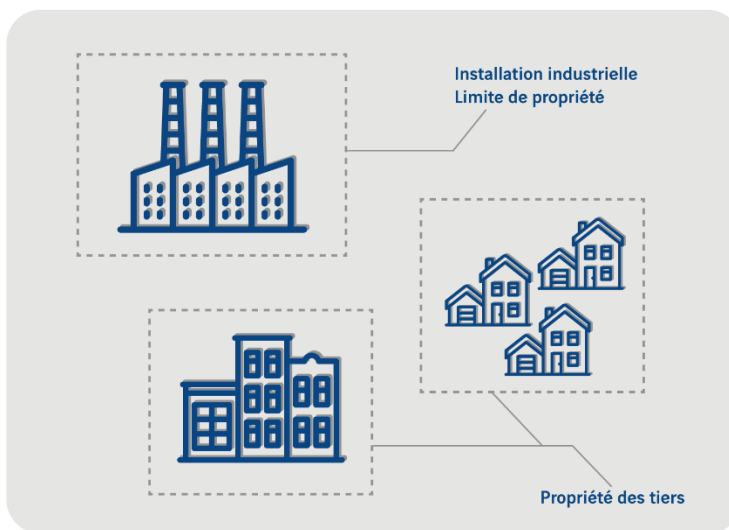 Installation industrielle
Limite de propriété
Propriété des tiers